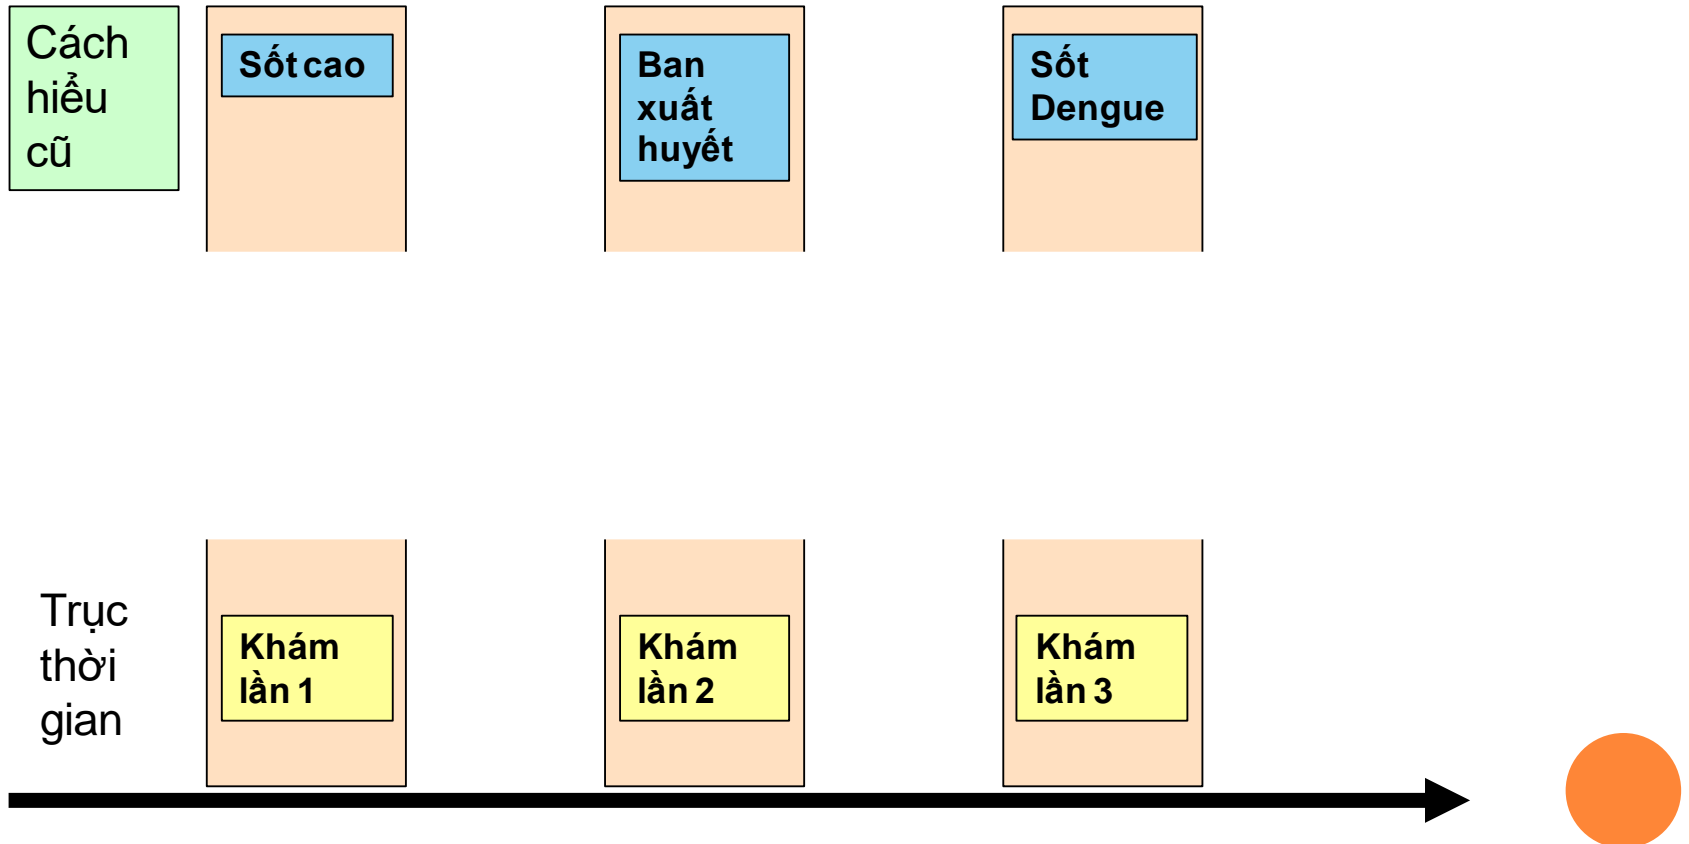 Cách
hiểu
cũ
Sốt cao
Ban
xuất
huyết
Sốt
Dengue
Trục
thời
gian
Khám
lần 1
Khám
lần 2
Khám
lần 3